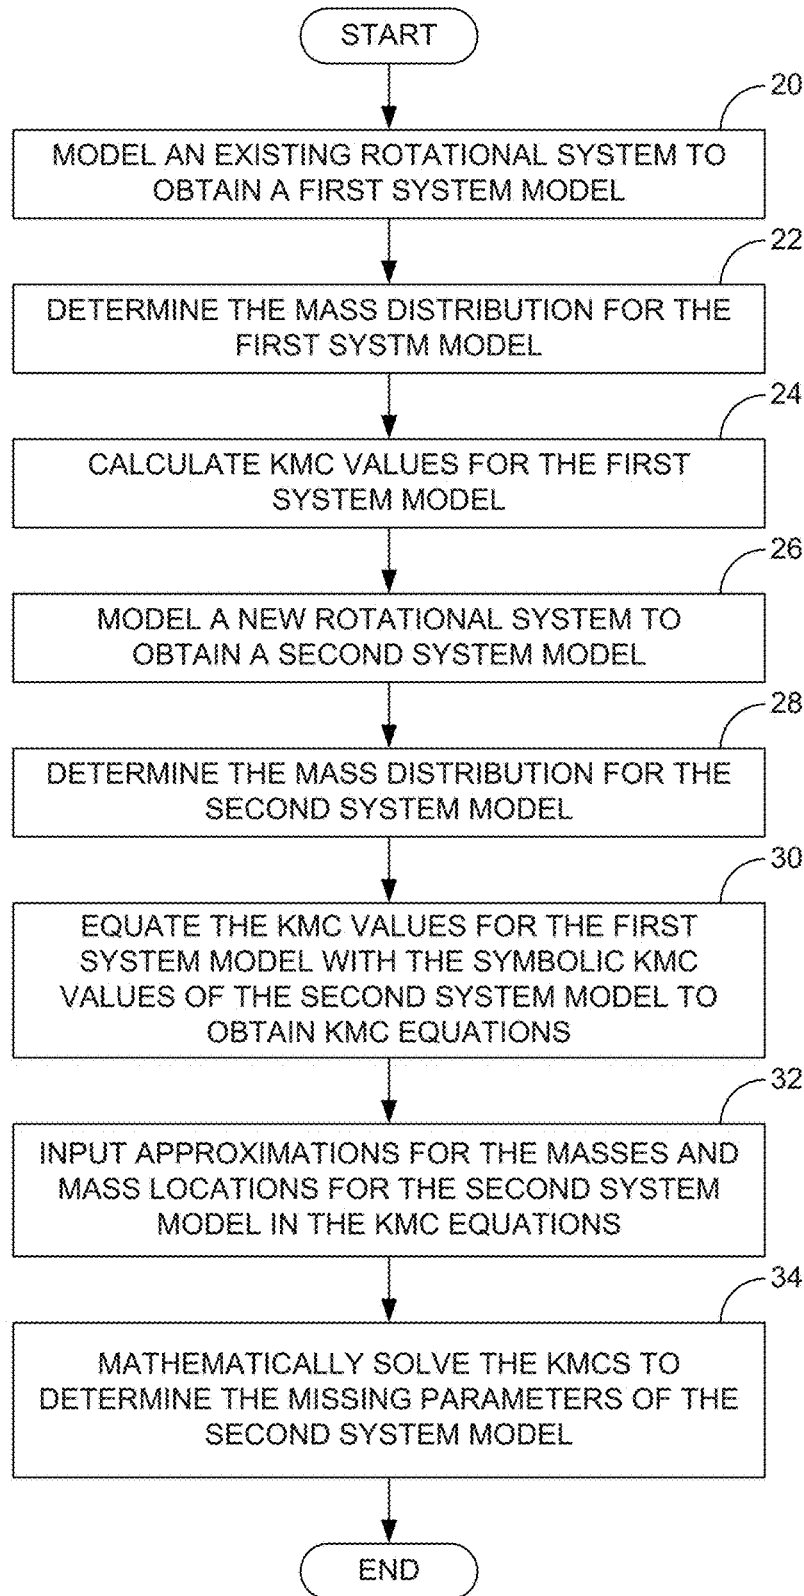 START
20
MODEL AN EXISTING ROTATIONAL SYSTEM TO
OBTAIN A FIRST SYSTEM MODEL
22
DETERMINE THE MASS DISTRIBUTION FOR THE
FIRST SYSTM MODEL
24
CALCULATE KMC VALUES FOR THE FIRST
SYSTEM MODEL
26
MODEL A NEW ROTATIONAL SYSTEM TO
OBTAIN A SECOND SYSTEM MODEL
28
DETERMINE THE MASS DISTRIBUTION FOR THE
SECOND SYSTEM MODEL
30
EQUATE THE KMC VALUES FOR THE FIRST
SYSTEM MODEL WITH THE SYMBOLIC KMC
VALUES OF THE SECOND SYSTEM MODEL TO
OBTAIN KMC EQUATIONS
32
INPUT APPROXIMATIONS FOR THE MASSES AND
MASS LOCATIONS FOR THE SECOND SYSTEM
MODEL IN THE KMC EQUATIONS
34
MATHEMATICALLY SOLVE THE KMCS TO
DETERMINE THE MISSING PARAMETERS OF THE
SECOND SYSTEM MODEL
END